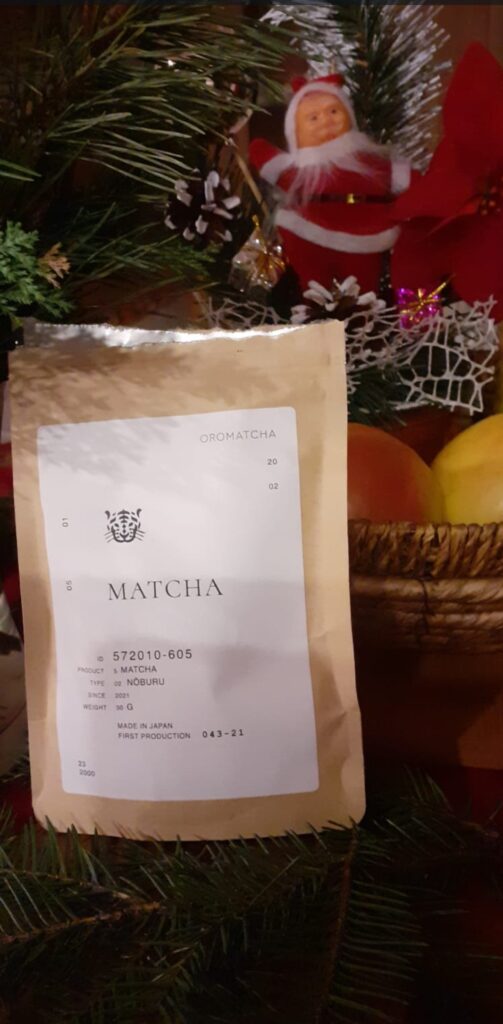 OROMATCHA
20
02
01
05
MATCHA
ID 572010-605
PRODUCT 5 MATCHA
TYPE 02 NŌBURU
SINCE 2021
WEIGHT 30 G
MADE IN JAPAN
FIRST PRODUCTION 043-21
23
2000